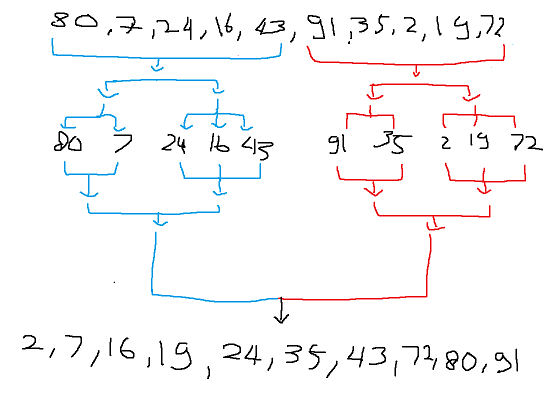 80, 7, 24, 16, 43, 91, 35, 2, 19, 72
80 7 24 16 43 91 35 2 19 72
2, 7, 16, 19, 24, 35, 43, 72, 80, 91